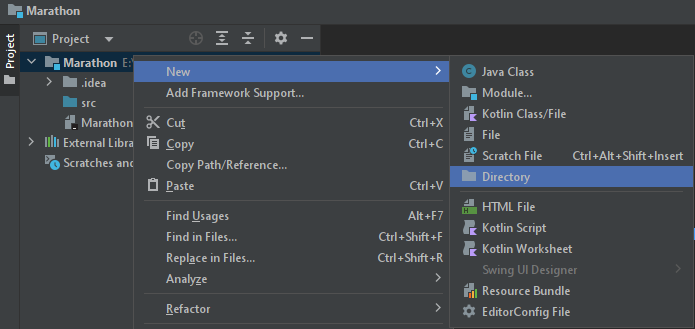 Marathon
Project
Project
Marathon E:\
.idea
src
Marathon
External Libra
Scratches and
New
Add Framework Support...
Cut Ctrl+X
Copy Ctrl+C
Copy Path/Reference...
Paste Ctrl+V
Find Usages Alt+F7
Find in Files... Ctrl+Shift+F
Replace in Files... Ctrl+Shift+R
Analyze
Refactor
Java Class
Module...
Kotlin Class/File
File
Scratch File Ctrl+Alt+Shift+Insert
Directory
HTML File
Kotlin Script
Kotlin Worksheet
Swing UI Designer
Resource Bundle
EditorConfig File